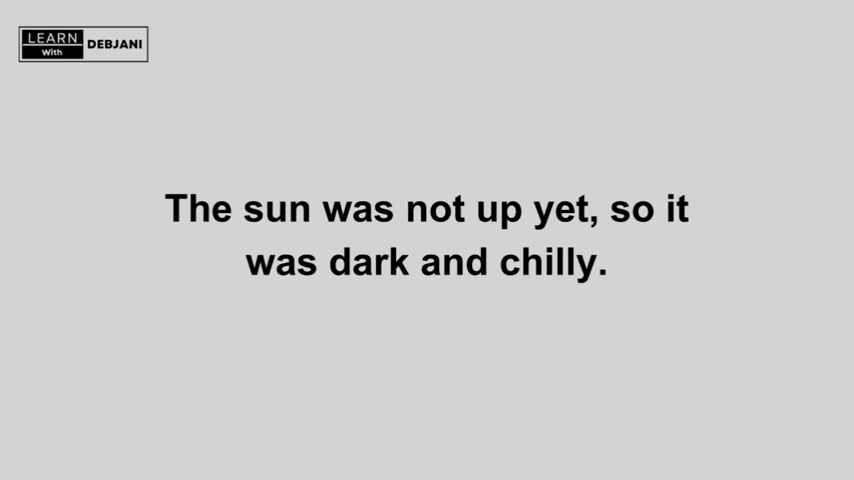 LEARN
With
DEBJANI
The sun was not up yet, so it
was dark and chilly.